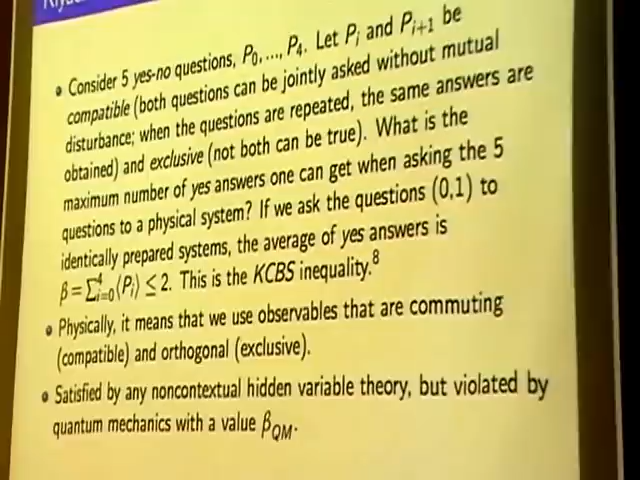 • Consider 5 yes-no questions, P₀, ..., P₄. Let Pᵢ and Pᵢ₊₁ be
compatible (both questions can be jointly asked without mutual
disturbance; when the questions are repeated, the same answers are
obtained) and exclusive (not both can be true). What is the
maximum number of yes answers one can get when asking the 5
questions to a physical system? If we ask the questions (0,1) to
identically prepared systems, the average of yes answers is
β = Σ⁴ᵢ₌₀⟨Pᵢ⟩ ≤ 2. This is the KCBS inequality.⁸
• Physically, it means that we use observables that are commuting
(compatible) and orthogonal (exclusive).
• Satisfied by any noncontextual hidden variable theory, but violated by
quantum mechanics with a value β_QM.